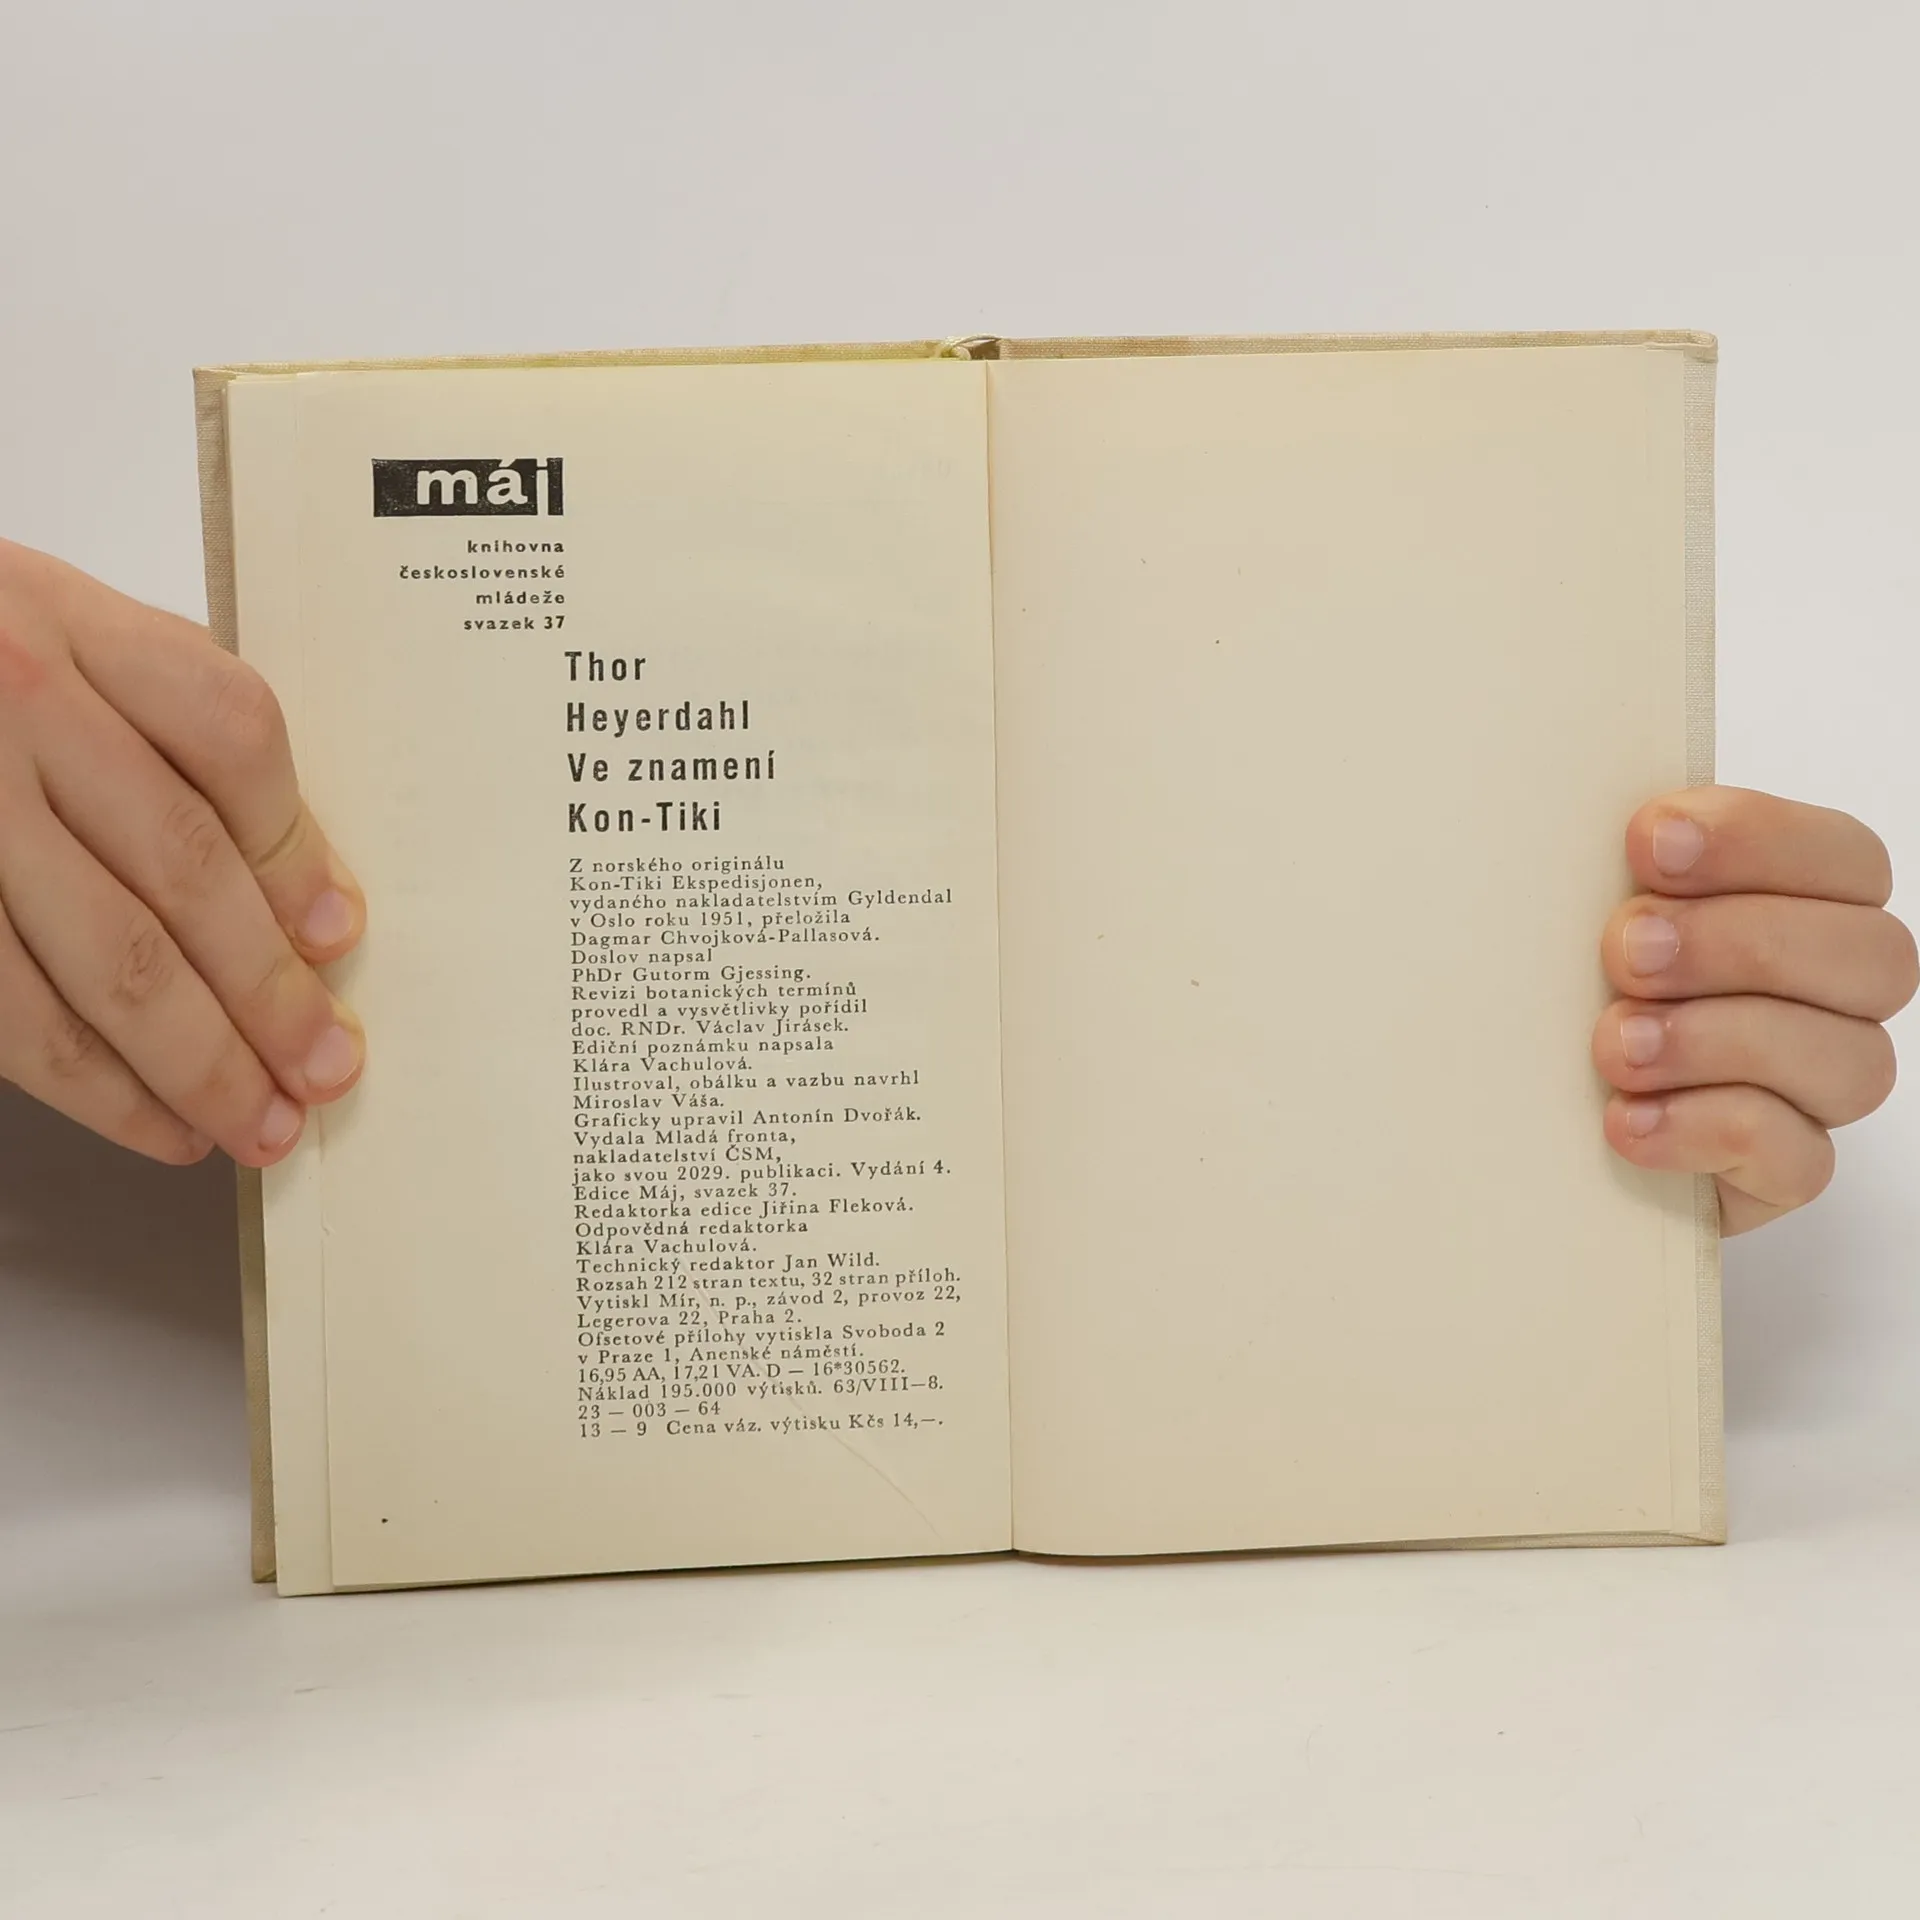 máj
knihovna
československé
mládeže
svazek 37
Thor
Heyerdahl
Ve znamení
Kon-Tiki
Z norského originálu
Kon-Tiki Ekspedisjonen,
vydaného nakladatelstvím Gyldendal
v Oslo roku 1951, přeložila
Dagmar Chvojková-Pallasová.
Doslov napsal
PhDr Gutorm Gjessing.
Revizi botanických termínů
provedl a vysvětlivky pořídil
doc. RNDr. Václav Jirásek.
Ediční poznámku napsala
Klára Vachulová.
Ilustroval, obálku a vazbu navrhl
Miroslav Váša.
Graficky upravil Antonín Dvořák.
Vydala Mladá fronta,
nakladatelství ČSM,
jako svou 2029. publikaci. Vydání 4.
Edice Máj, svazek 37.
Redaktorka edice Jiřina Fleková.
Odpovědná redaktorka
Klára Vachulová.
Technický redaktor Jan Wild.
Rozsah 212 stran textu, 32 stran příloh.
Vytiskl Mír, n. p., závod 2, provoz 22,
Legerova 22, Praha 2.
Ofsetové přílohy vytiskla Svoboda 2
v Praze 1, Anenské náměstí.
16,95 AA, 17,21 VA. D — 16*30562.
Náklad 195.000 výtisků. 63/VIII—8.
23 — 003 — 64
13 — 9 Cena váz. výtisku Kčs 14,—.